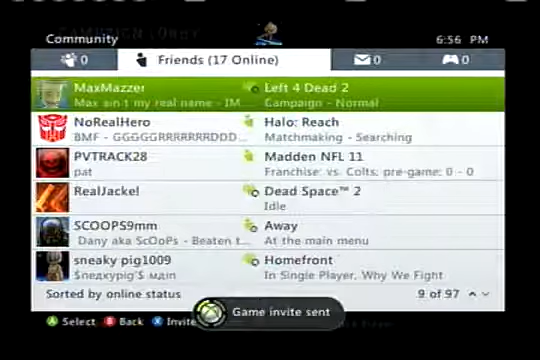 Community
6:56 PM
0
Friends (17 Online)
0
0
MaxMazzer
Left 4 Dead 2
Max ain t my real name - IM...
Campaign - Normal
NoRealHero
Halo: Reach
BMF - GGGGGRRRRRRRDDD...
Matchmaking - Searching
PVTRACK28
Madden NFL 11
pat
Franchise: vs. Colts: pre-game: 0 - 0
RealJackel
Dead Space™ 2
Idle
SCOOPS9mm
Away
Dany aka ScOoPs - Beaten t...
At the main menu
sneaky pig1009
Homefront
In Single Player, Why We Fight
Sorted by online status
9 of 97
Game invite sent
A Select
B Back
X Invite